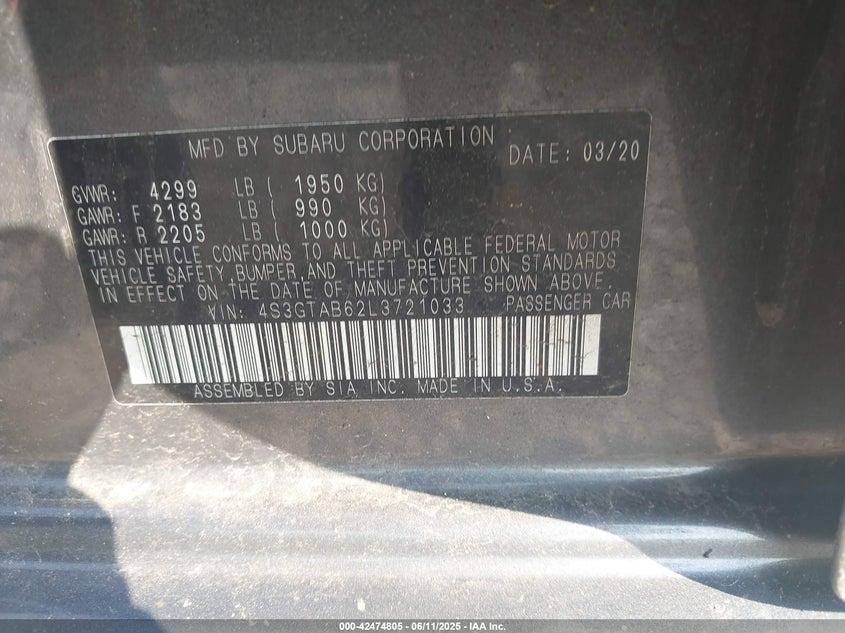 MFD BY SUBARU CORPORATION DATE: 03/20
GVWR: 4299 LB ( 1950 KG)
GAWR: F 2183 LB ( 990 KG)
GAWR: R 2205 LB ( 1000 KG)
THIS VEHICLE CONFORMS TO ALL APPLICABLE FEDERAL MOTOR
VEHICLE SAFETY, BUMPER, AND THEFT PREVENTION STANDARDS
IN EFFECT ON THE DATE OF MANUFACTURE SHOWN ABOVE.
VIN: 4S3GTAB62L3721033 PASSENGER CAR
ASSEMBLED BY SIA INC. MADE IN U.S.A.
000-42474805 - 06/11/2025 - IAA Inc.